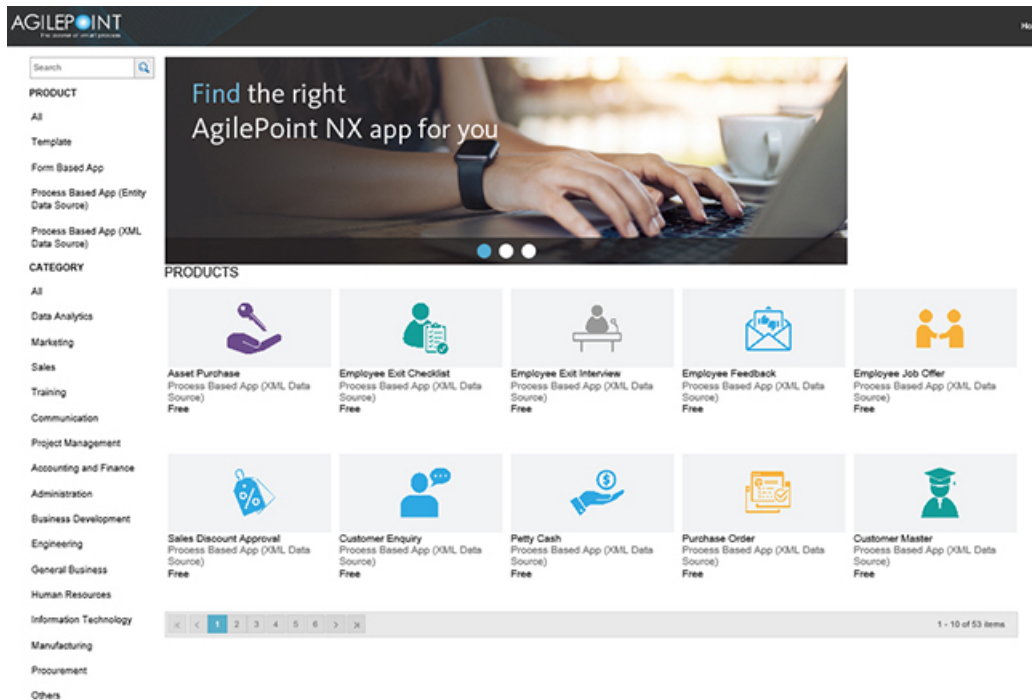 AGILEPOINT
the power of smart process
Ho
Search
PRODUCT
All
Template
Form Based App
Process Based App (Entity
Data Source)
Process Based App (XML
Data Source)
CATEGORY
All
Data Analytics
Marketing
Sales
Training
Communication
Project Management
Accounting and Finance
Administration
Business Development
Engineering
General Business
Human Resources
Information Technology
Manufacturing
Procurement
Others
Find the right
AgilePoint NX app for you
PRODUCTS
Asset Purchase
Process Based App (XML Data
Source)
Free
Employee Exit Checklist
Process Based App (XML Data
Source)
Free
Employee Exit Interview
Process Based App (XML Data
Source)
Free
Employee Feedback
Process Based App (XML Data
Source)
Free
Employee Job Offer
Process Based App (XML Data
Source)
Free
Sales Discount Approval
Process Based App (XML Data
Source)
Free
Customer Enquiry
Process Based App (XML Data
Source)
Free
Petty Cash
Process Based App (XML Data
Source)
Free
Purchase Order
Process Based App (XML Data
Source)
Free
Customer Master
Process Based App (XML Data
Source)
Free
1 2 3 4 5 6
1 - 10 of 53 items